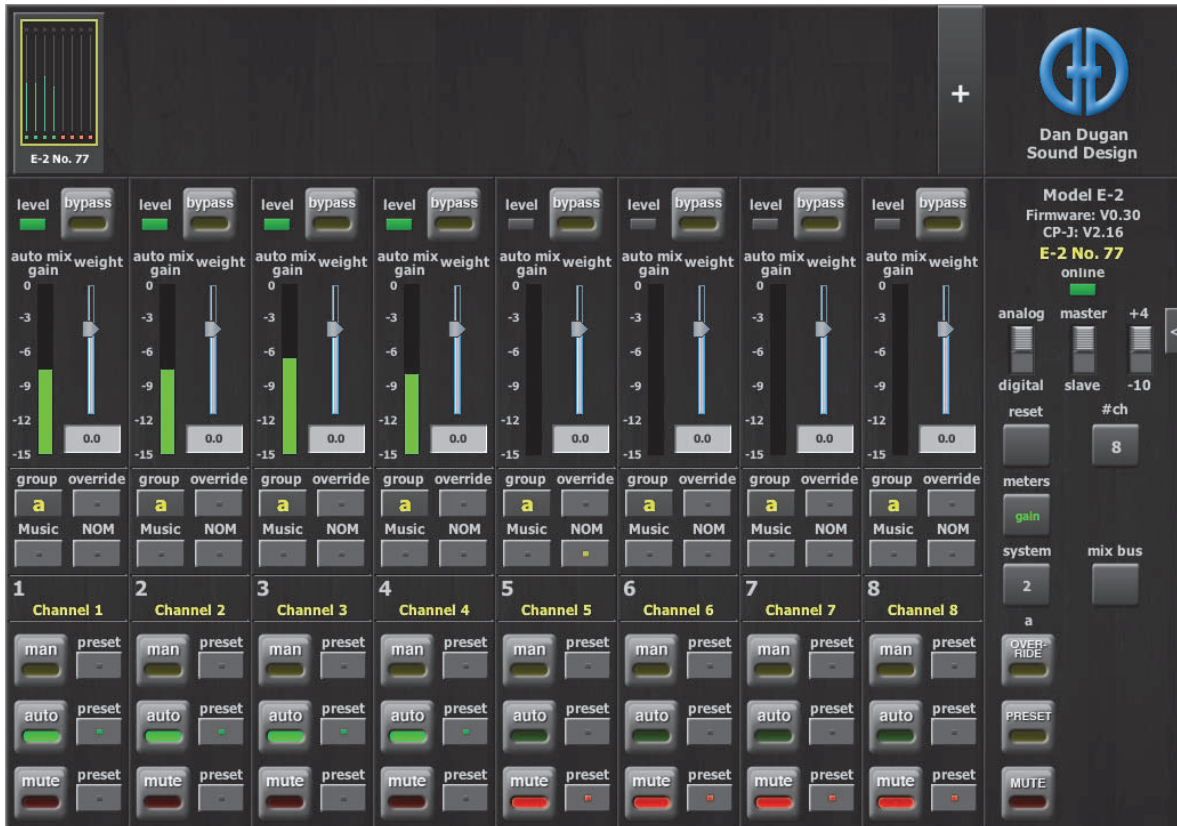 E-2 No. 77
+
Dan Dugan
Sound Design
level bypass level bypass level bypass level bypass level bypass level bypass level bypass level bypass
auto mix gain weight auto mix gain weight auto mix gain weight auto mix gain weight auto mix gain weight auto mix gain weight auto mix gain weight auto mix gain weight
0 0 0 0 0 0 0 0
-3 -3 -3 -3 -3 -3 -3 -3
-6 -6 -6 -6 -6 -6 -6 -6
-9 -9 -9 -9 -9 -9 -9 -9
-12 -12 -12 -12 -12 -12 -12 -12
0.0 0.0 0.0 0.0 0.0 0.0 0.0 0.0
-15 -15 -15 -15 -15 -15 -15 -15
group override group override group override group override group override group override group override group override
a a a a a a a a
Music NOM Music NOM Music NOM Music NOM Music NOM Music NOM Music NOM Music NOM
1 2 3 4 5 6 7 8
Channel 1 Channel 2 Channel 3 Channel 4 Channel 5 Channel 6 Channel 7 Channel 8
man preset man preset man preset man preset man preset man preset man preset man preset
auto preset auto preset auto preset auto preset auto preset auto preset auto preset auto preset
mute preset mute preset mute preset mute preset mute preset mute preset mute preset mute preset
Model E-2
Firmware: V0.30
CP-J: V2.16
E-2 No. 77
online
analog master +4
<
digital slave -10
reset #ch
8
meters
gain
system mix bus
2
a
OVER-
RIDE
PRESET
MUTE